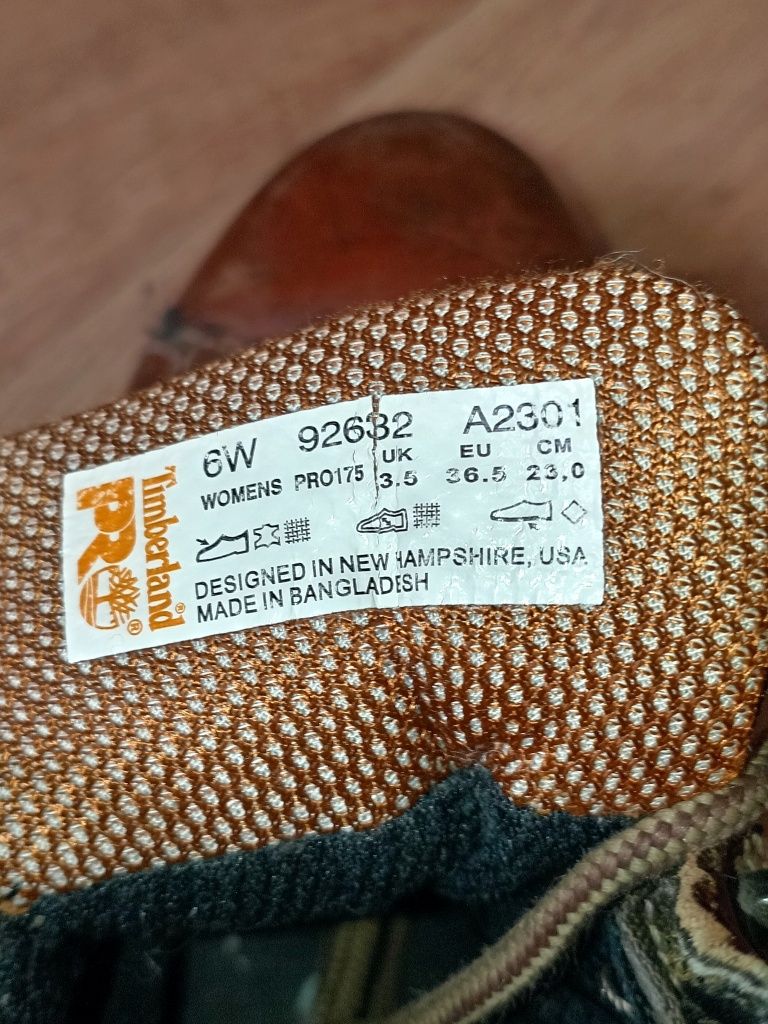 Timberland®
PRO®
6W 92632 A2301
WOMENS PRO175 UK EU CM
3.5 36.5 23,0
DESIGNED IN NEW HAMPSHIRE, USA
MADE IN BANGLADESH